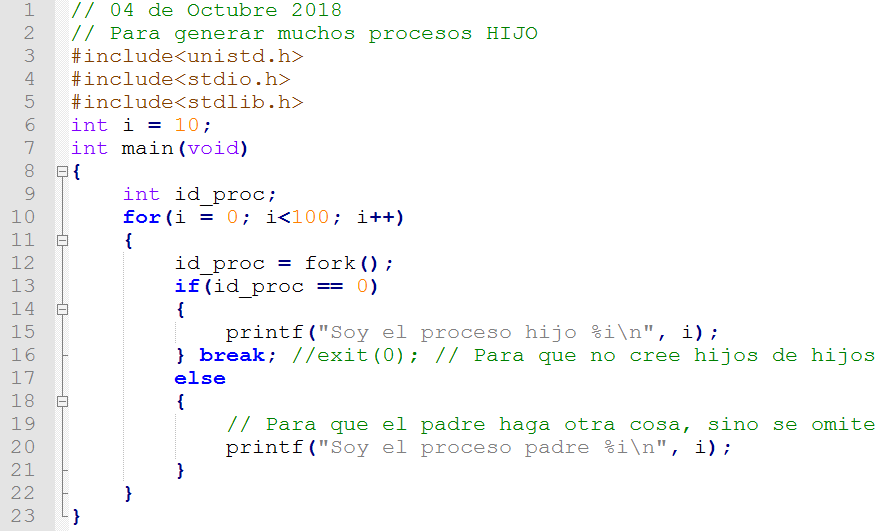 1 // 04 de Octubre 2018
2 // Para generar muchos procesos HIJO
3 #include<unistd.h>
4 #include<stdio.h>
5 #include<stdlib.h>
6 int i = 10;
7 int main(void)
8 {
9 int id_proc;
10 for(i = 0; i<100; i++)
11 {
12 id_proc = fork();
13 if(id_proc == 0)
14 {
15 printf("Soy el proceso hijo %i\n", i);
16 } break; //exit(0); // Para que no cree hijos de hijos
17 else
18 {
19 // Para que el padre haga otra cosa, sino se omite
20 printf("Soy el proceso padre %i\n", i);
21 }
22 }
23 }